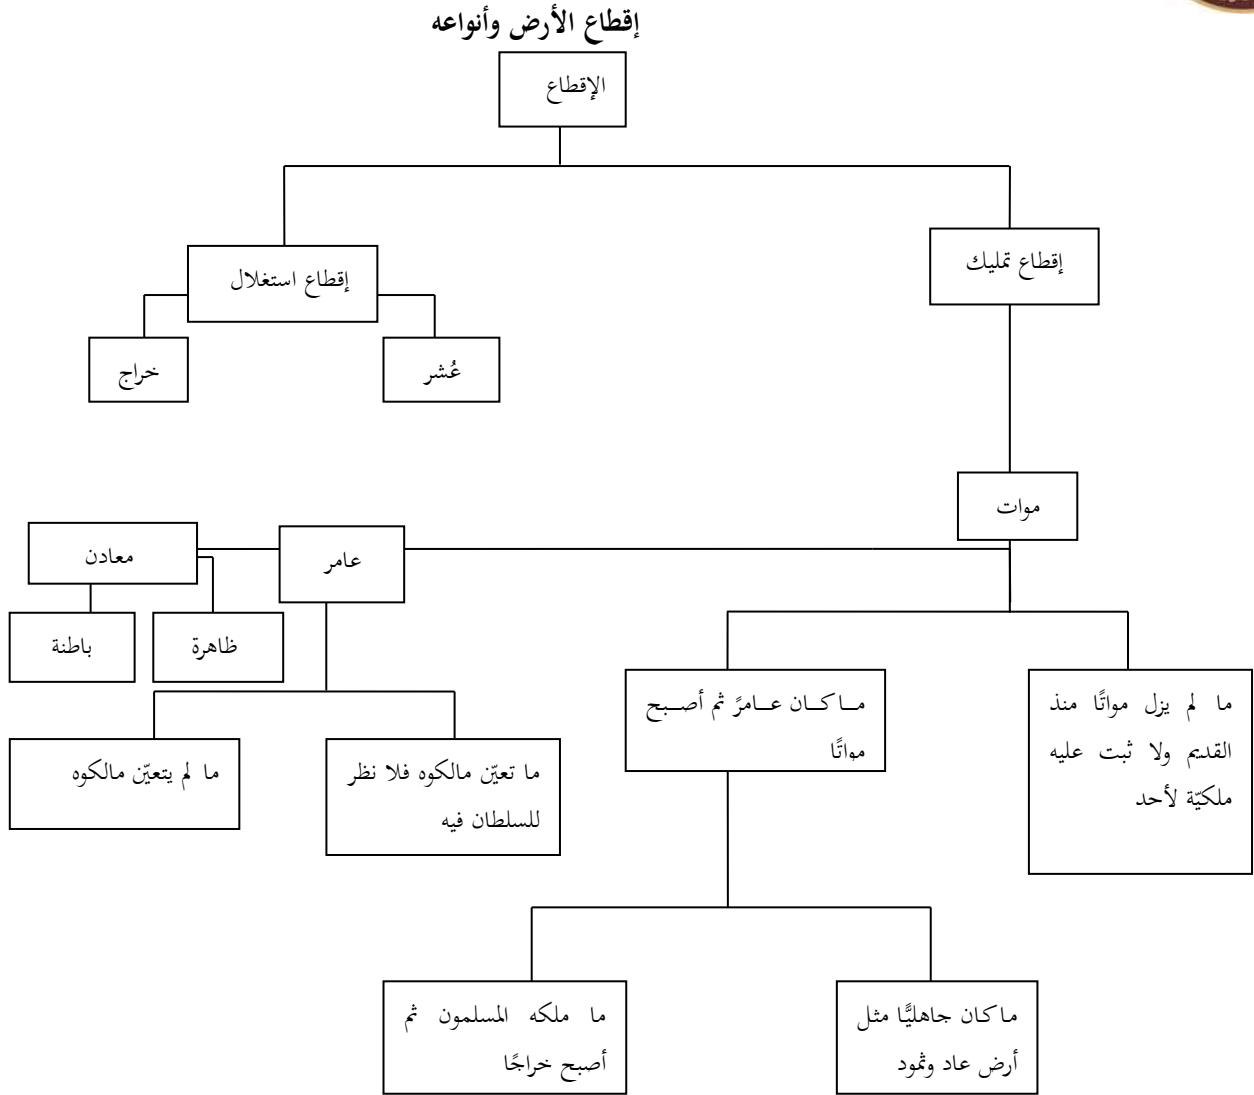 إقطاع الأرض وأنواعه
الإقطاع
إقطاع تمليك
إقطاع استغلال
عُشر
خراج
موات
عامر
معادن
ظاهرة
باطنة
ما لم يزل مواتًا منذ
القديم ولا ثبت عليه
ملكيّة لأحد
ما كان عامرً ثم أصبح
مواتًا
ما تعيّن مالكوه فلا نظر
للسلطان فيه
ما لم يتعيّن مالكوه
ما كان جاهليًّا مثل
أرض عاد وثمود
ما ملكه المسلمون ثم
أصبح خراجًا